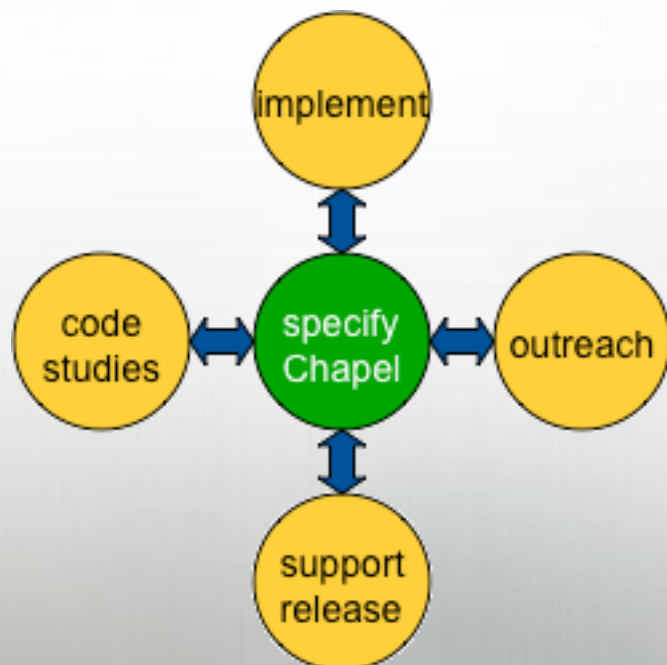 implement
code
studies
specify
Chapel
outreach
support
release